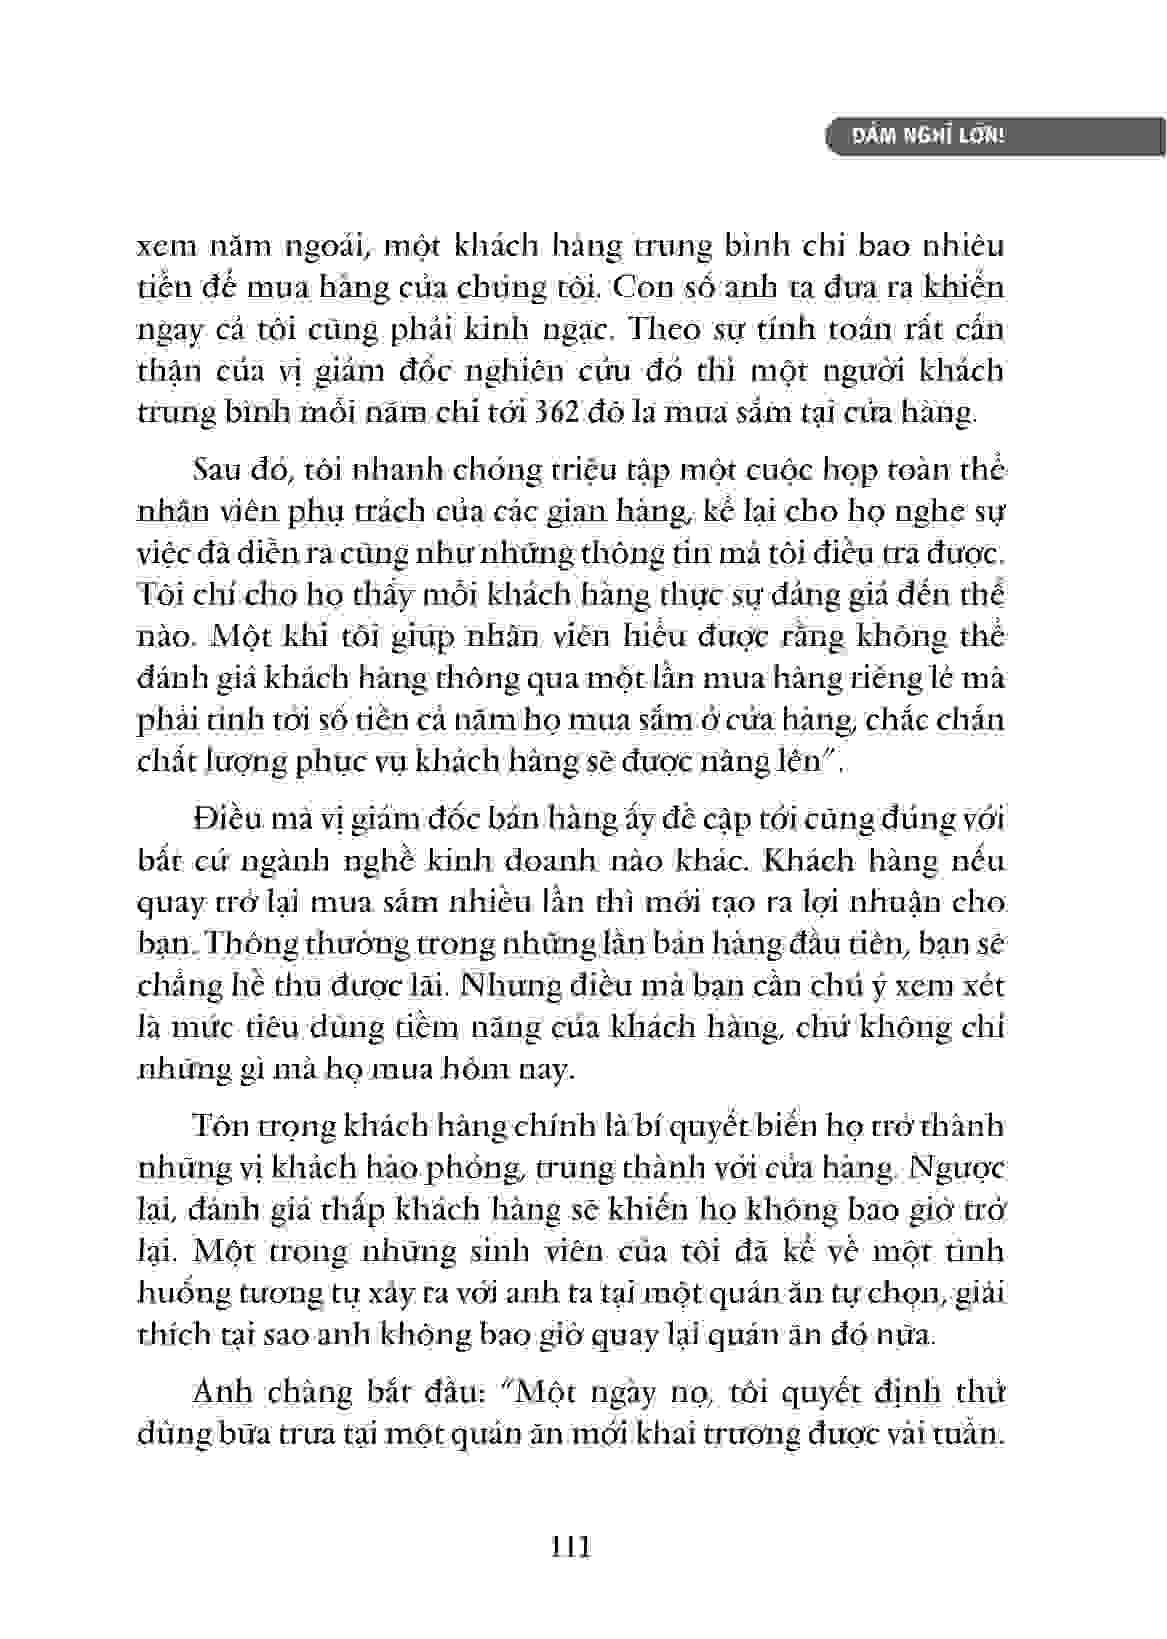 DÁM NGHĨ LỚN!
xem năm ngoái, một khách hàng trung bình chi bao nhiêu
tiền để mua hàng của chúng tôi. Con số anh ta đưa ra khiến
ngay cả tôi cũng phải kinh ngạc. Theo sự tính toán rất cẩn
thận của vị giám đốc nghiên cứu đó thì một người khách
trung bình mỗi năm chi tới 362 đô la mua sắm tại cửa hàng.
Sau đó, tôi nhanh chóng triệu tập một cuộc họp toàn thể
nhân viên phụ trách của các gian hàng, kể lại cho họ nghe sự
việc đã diễn ra cũng như những thông tin mà tôi điều tra được.
Tôi chỉ cho họ thấy mỗi khách hàng thực sự đáng giá đến thế
nào. Một khi tôi giúp nhân viên hiểu được rằng không thể
đánh giá khách hàng thông qua một lần mua hàng riêng lẻ mà
phải tính tới số tiền cả năm họ mua sắm ở cửa hàng, chắc chắn
chất lượng phục vụ khách hàng sẽ được nâng lên”.
Điều mà vị giám đốc bán hàng ấy đề cập tới cũng đúng với
bất cứ ngành nghề kinh doanh nào khác. Khách hàng nếu
quay trở lại mua sắm nhiều lần thì mới tạo ra lợi nhuận cho
bạn. Thông thường trong những lần bán hàng đầu tiên, bạn sẽ
chẳng hề thu được lãi. Nhưng điều mà bạn cần chú ý xem xét
là mức tiêu dùng tiềm năng của khách hàng, chứ không chỉ
những gì mà họ mua hôm nay.
Tôn trọng khách hàng chính là bí quyết biến họ trở thành
những vị khách hào phóng, trung thành với cửa hàng. Ngược
lại, đánh giá thấp khách hàng sẽ khiến họ không bao giờ trở
lại. Một trong những sinh viên của tôi đã kể về một tình
huống tương tự xảy ra với anh ta tại một quán ăn tự chọn, giải
thích tại sao anh không bao giờ quay lại quán ăn đó nữa.
Anh chàng bắt đầu: “Một ngày nọ, tôi quyết định thử
dùng bữa trưa tại một quán ăn mới khai trương được vài tuần.
111